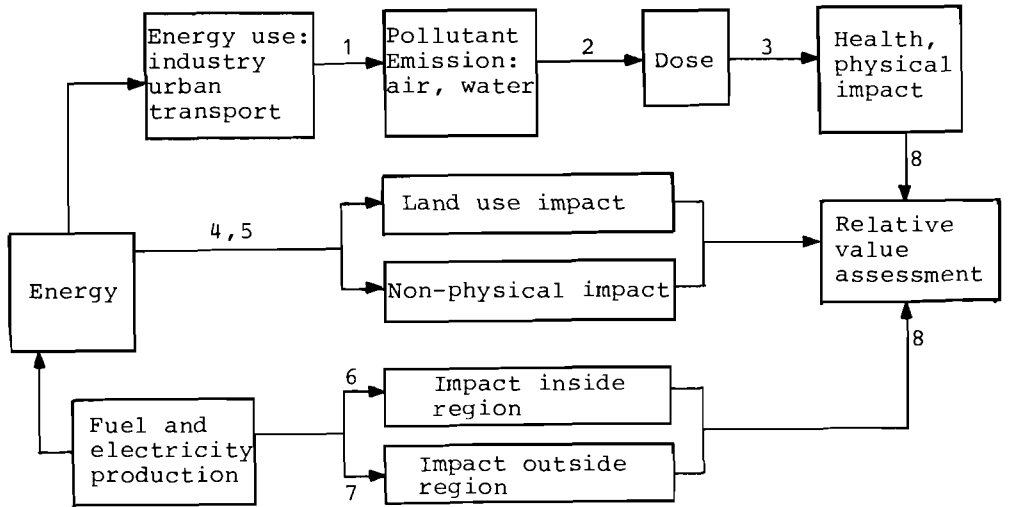 Energy use:
industry
urban
transport
1
Pollutant
Emission:
air, water
2
Dose
3
Health,
physical
impact
8
Energy
4,5
Land use impact
Non-physical impact
Relative
value
assessment
8
Fuel and
electricity
production
6
Impact inside
region
7
Impact outside
region